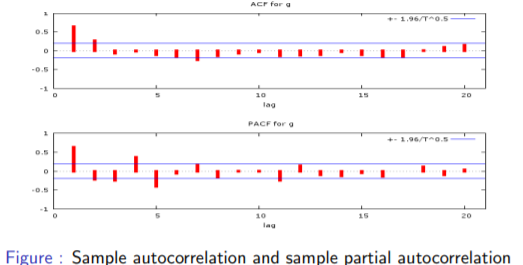 ACF for g
1
+- 1.96/T^0.5
0.5
0
-0.5
-1
0 5 10 15 20
lag
PACF for g
1
+- 1.96/T^0.5
0.5
0
-0.5
-1
0 5 10 15 20
lag
Figure : Sample autocorrelation and sample partial autocorrelation